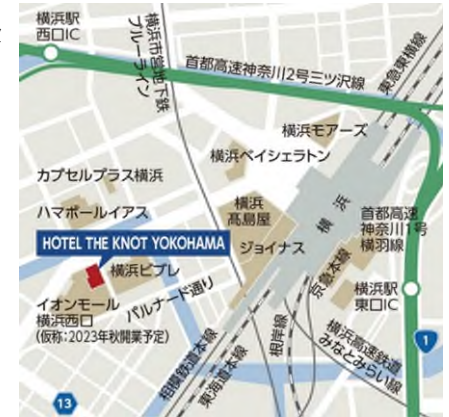 横浜駅
西口IC
横浜市営地下鉄
ブルーライン
首都高速神奈川2号三ツ沢線
東急東横線
横浜モアーズ
横浜ベイシェラトン
カプセルプラス横浜
ハマボールイアス
横浜
髙島屋
横浜
首都高速
神奈川1号
横羽線
HOTEL THE KNOT YOKOHAMA
ジョイナス
横浜ビブレ
京急本線
横浜駅
東口IC
イオンモール
横浜西口
(仮称:2023年秋開業予定)
パルナード通り
相模鉄道本線
東海道本線
根岸線
横浜高速鉄道
みなとみらい線
1
13